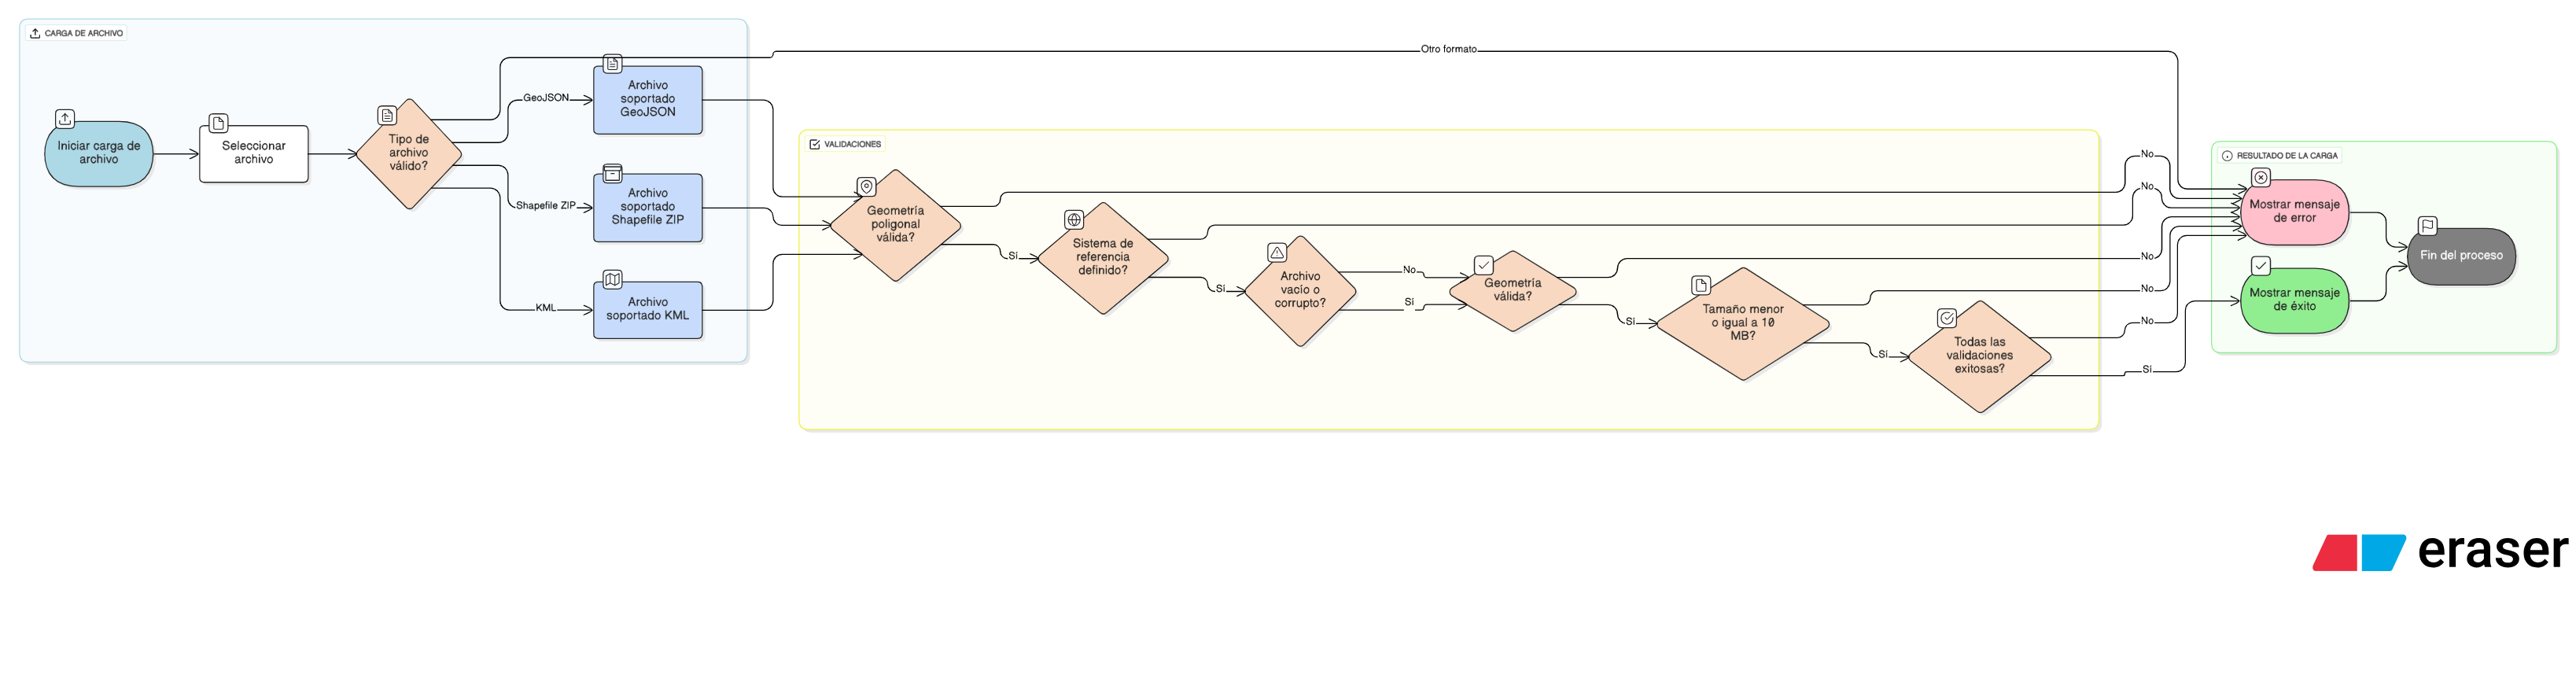 CARGA DE ARCHIVO
Iniciar carga de
archivo
Seleccionar
archivo
Tipo de
archivo
válido?
GeoJSON
Shapefile ZIP
KML
Otro formato
Archivo
soportado
GeoJSON
Archivo
soportado
Shapefile ZIP
Archivo
soportado KML
VALIDACIONES
Geometría
poligonal
válida?
No
Sí
Sistema de
referencia
definido?
No
Sí
Archivo
vacío o
corrupto?
No
Sí
Geometría
válida?
No
Sí
Tamaño menor
o igual a 10
MB?
No
Sí
Todas las
validaciones
exitosas?
No
Sí
RESULTADO DE LA CARGA
Mostrar mensaje
de error
Mostrar mensaje
de éxito
Fin del proceso
eraser